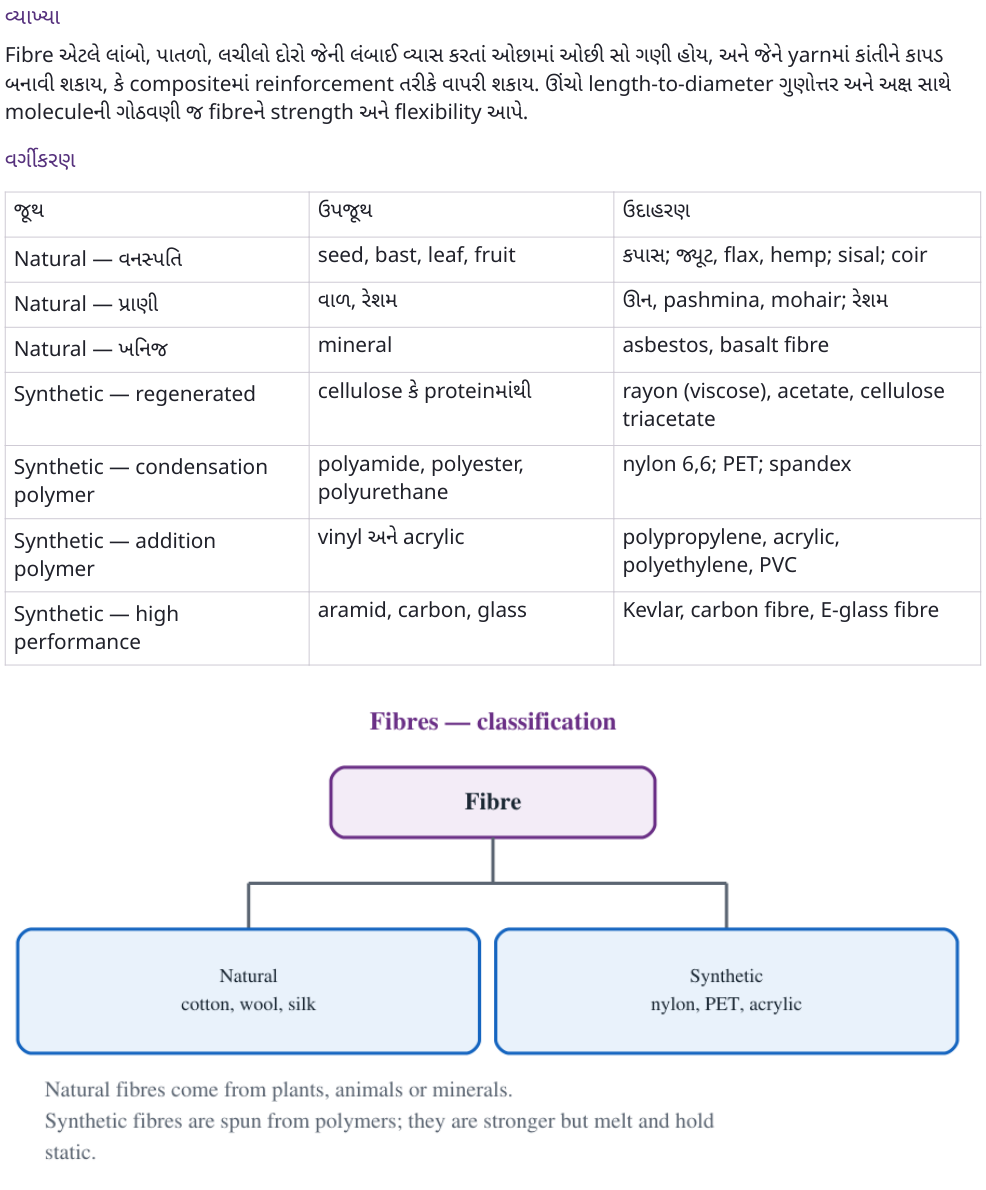 વ્યાખ્યા
Fibre એટલે લાંબો, પાતળો, લચીલો દોરો જેની લંબાઈ વ્યાસ કરતાં ઓછામાં ઓછી સો ગણી હોય, અને જેને yarnમાં કાંતીને કાપડ
બનાવી શકાય, કે compositeમાં reinforcement તરીકે વાપરી શકાય. ઊંચો length-to-diameter ગુણોત્તર અને અક્ષ સાથે
moleculeની ગોઠવણી જ fibreને strength અને flexibility આપે.
વર્ગીકરણ
જૂથ ઉપજૂથ ઉદાહરણ
Natural — વનસ્પતિ seed, bast, leaf, fruit કપાસ; જ્યૂટ, flax, hemp; sisal; coir
Natural — પ્રાણી વાળ, રેશમ ઊન, pashmina, mohair; રેશમ
Natural — ખનિજ mineral asbestos, basalt fibre
Synthetic — regenerated cellulose કે proteinમાંથી rayon (viscose), acetate, cellulose
triacetate
Synthetic — condensation polyamide, polyester, nylon 6,6; PET; spandex
polymer polyurethane
Synthetic — addition vinyl અને acrylic polypropylene, acrylic,
polymer polyethylene, PVC
Synthetic — high aramid, carbon, glass Kevlar, carbon fibre, E-glass fibre
performance
Fibres — classification
Fibre
Natural
cotton, wool, silk
Synthetic
nylon, PET, acrylic
Natural fibres come from plants, animals or minerals.
Synthetic fibres are spun from polymers; they are stronger but melt and hold
static.